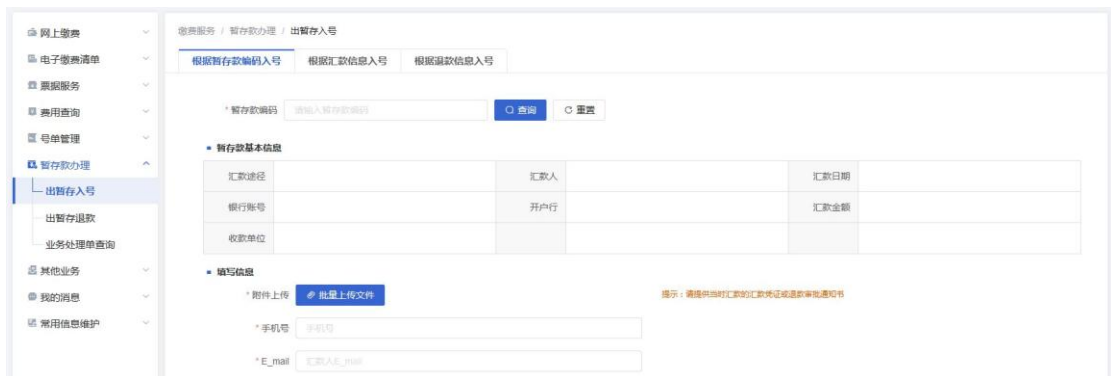 网上缴费
电子缴费清单
票据服务
费用查询
号单管理
暂存款办理
出暂存入号
出暂存退款
业务处理单查询
其他业务
我的消息
常用信息维护
缴费服务 / 暂存款办理 / 出暂存入号
根据暂存款编码入号 根据汇款信息入号 根据退款信息入号
* 暂存款编码 请输入暂存款编码 查询 重置
暂存款基本信息
汇款途径 汇款人 汇款日期
银行账号 开户行 汇款金额
收款单位
填写信息
* 附件上传 批量上传文件 提示：请提供当时汇款的汇款凭证或退款审批通知书
* 手机号 手机号
* E_mail 汇款人E_mail